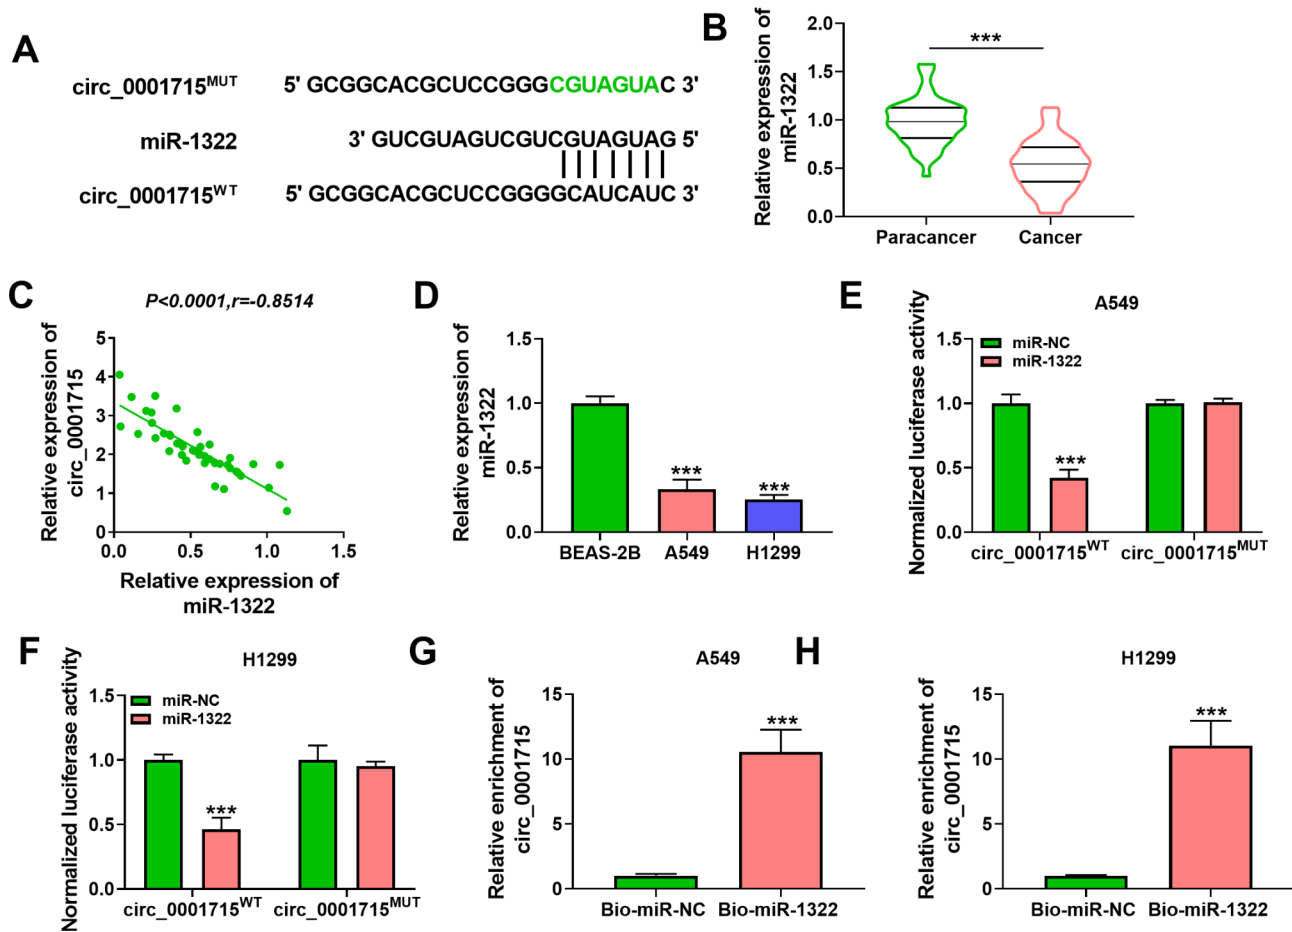 A
circ_0001715MUT 5' GCGGCACGCUCCGGGCGUAGUAC 3'
miR-1322 3' GUCGUAGUCGUCGUAGUAG 5'
circ_0001715WT 5' GCGGCACGCUCCGGGGCAUCAUC 3'
B
Relative expression of
miR-1322
2.0
1.5
1.0
0.5
0.0
***
Paracancer Cancer
C
P<0.0001,r=-0.8514
Relative expression of
circ_0001715
5
4
3
2
1
0
0.0 0.5 1.0 1.5
Relative expression of
miR-1322
D
Relative expression of
miR-1322
1.5
1.0
0.5
0.0
*** ***
BEAS-2B A549 H1299
E
A549
Normalized luciferase activity
1.5
1.0
0.5
0.0
miR-NC
miR-1322
***
circ_0001715WT circ_0001715MUT
F
H1299
Normalized luciferase activity
1.5
1.0
0.5
0.0
miR-NC
miR-1322
***
circ_0001715WT circ_0001715MUT
G
A549
Relative enrichment of
circ_0001715
15
10
5
0
***
Bio-miR-NC Bio-miR-1322
H
H1299
Relative enrichment of
circ_0001715
15
10
5
0
***
Bio-miR-NC Bio-miR-1322